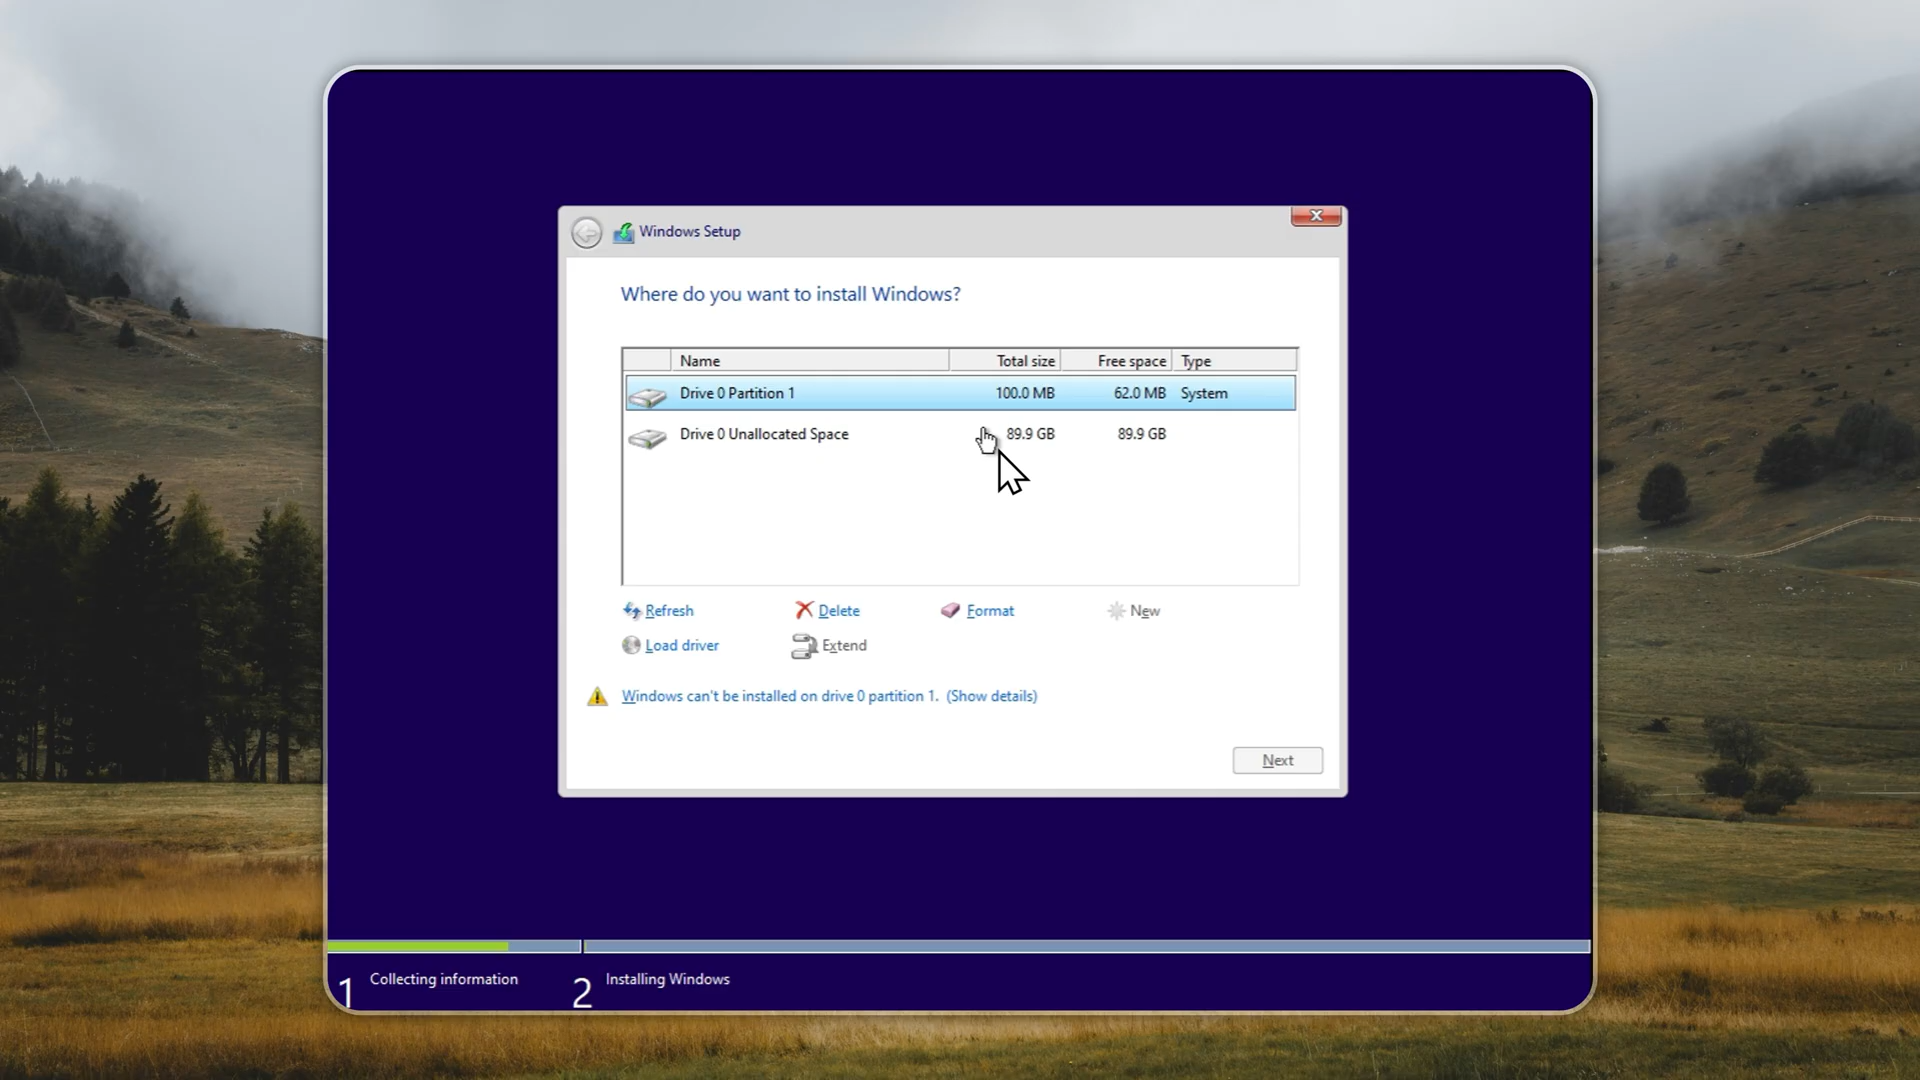 Windows Setup
Where do you want to install Windows?
Name Total size Free space Type
Drive 0 Partition 1 100.0 MB 62.0 MB System
Drive 0 Unallocated Space 89.9 GB 89.9 GB
Refresh Delete Format New
Load driver Extend
Windows can't be installed on drive 0 partition 1. (Show details)
Next
1 Collecting information 2 Installing Windows